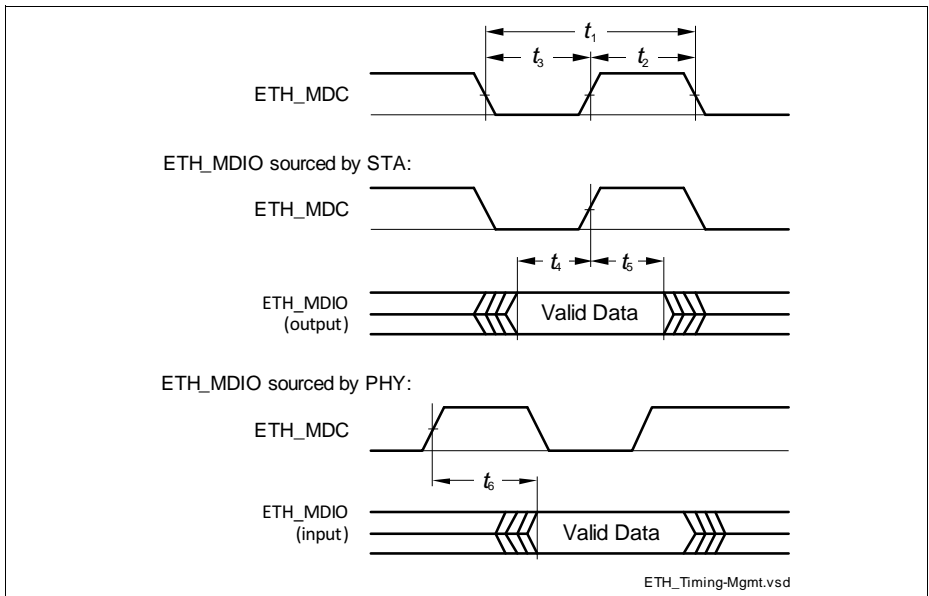 t1
t3
t2
ETH_MDC
ETH_MDIO sourced by STA:
ETH_MDC
t4
t5
ETH_MDIO
(output)
Valid Data
ETH_MDIO sourced by PHY:
ETH_MDC
t6
ETH_MDIO
(input)
Valid Data
ETH_Timing-Mgmt.vsd